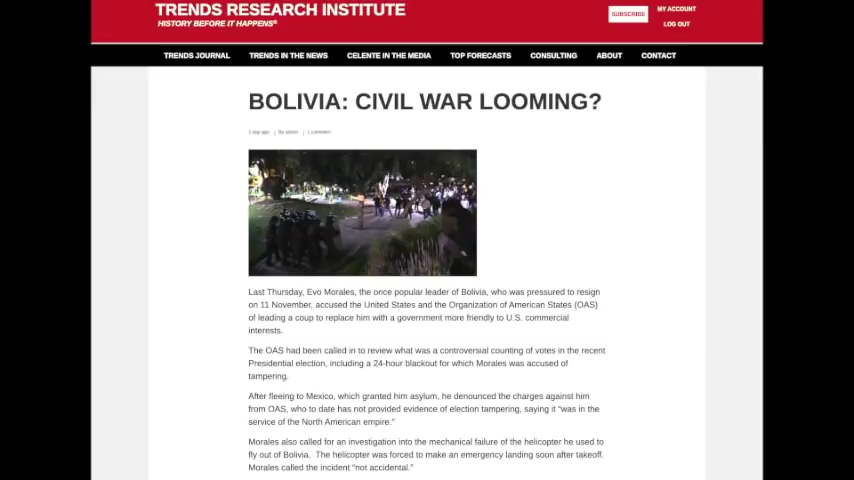 TRENDS RESEARCH INSTITUTE
HISTORY BEFORE IT HAPPENS®
SUBSCRIBE
MY ACCOUNT
LOG OUT
TRENDS JOURNAL TRENDS IN THE NEWS CELENTE IN THE MEDIA TOP FORECASTS CONSULTING ABOUT CONTACT
BOLIVIA: CIVIL WAR LOOMING?
1 day ago | By admin | 1 comment
Last Thursday, Evo Morales, the once popular leader of Bolivia, who was pressured to resign
on 11 November, accused the United States and the Organization of American States (OAS)
of leading a coup to replace him with a government more friendly to U.S. commercial
interests.
The OAS had been called in to review what was a controversial counting of votes in the recent
Presidential election, including a 24-hour blackout for which Morales was accused of
tampering.
After fleeing to Mexico, which granted him asylum, he denounced the charges against him
from OAS, who to date has not provided evidence of election tampering, saying it “was in the
service of the North American empire.”
Morales also called for an investigation into the mechanical failure of the helicopter he used to
fly out of Bolivia. The helicopter was forced to make an emergency landing soon after takeoff.
Morales called the incident “not accidental.”